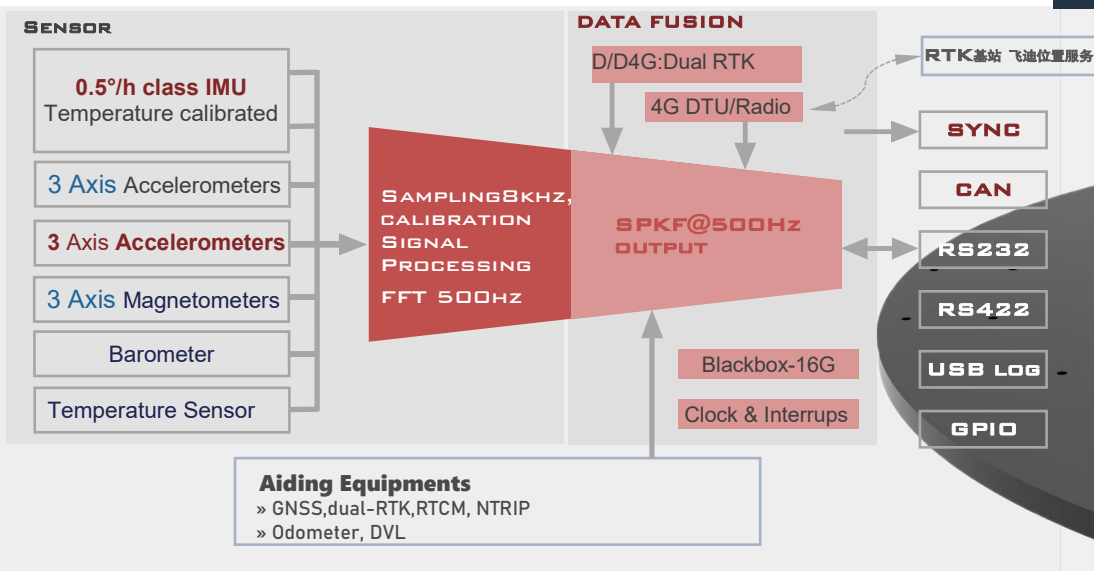 SENSOR
0.5°/h class IMU
Temperature calibrated
3 Axis Accelerometers
3 Axis Accelerometers
3 Axis Magnetometers
Barometer
Temperature Sensor
SAMPLING8KHZ,
CALIBRATION
SIGNAL
PROCESSING
FFT 500HZ
DATA FUSION
D/D4G:Dual RTK
4G DTU/Radio
SPKF@500HZ
OUTPUT
Blackbox-16G
Clock & Interrups
Aiding Equipments
» GNSS,dual-RTK,RTCM, NTRIP
» Odometer, DVL
RTK基站 飞迪位置服务
SYNC
CAN
RS232
RS422
USB LOG
GPIO